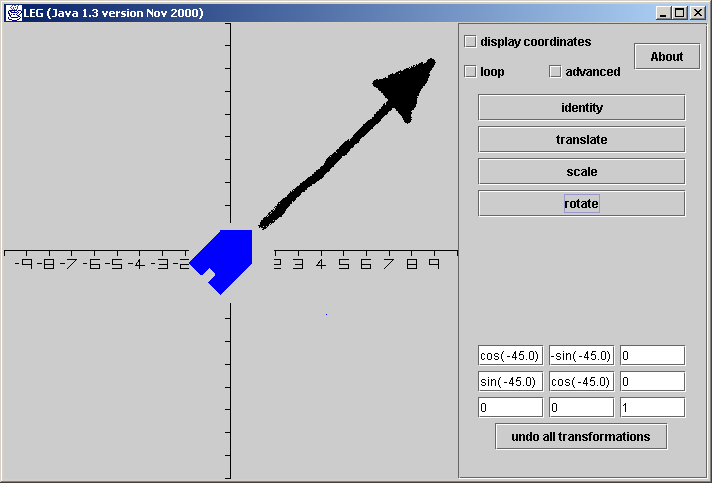 LEG (Java 1.3 version Nov 2000)
display coordinates
About
loop
advanced
identity
translate
scale
rotate
-9-8-7-6-5-4-3-2 2 3 4 5 6 7 8 9
cos(-45.0) -sin(-45.0) 0
sin(-45.0) cos(-45.0) 0
0 0 1
undo all transformations